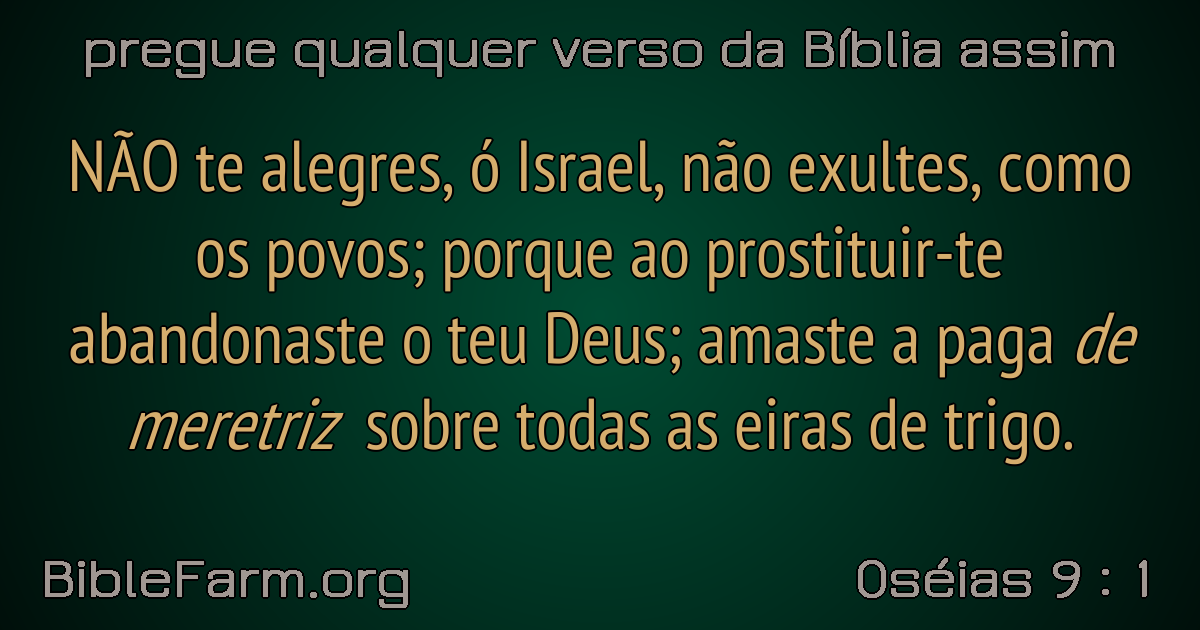 pregue qualquer verso da Bíblia assim
NÃO te alegres, ó Israel, não exultes, como
os povos; porque ao prostituir-te
abandonaste o teu Deus; amaste a paga de
meretriz sobre todas as eiras de trigo.
BibleFarm.org
Oséias 9 : 1